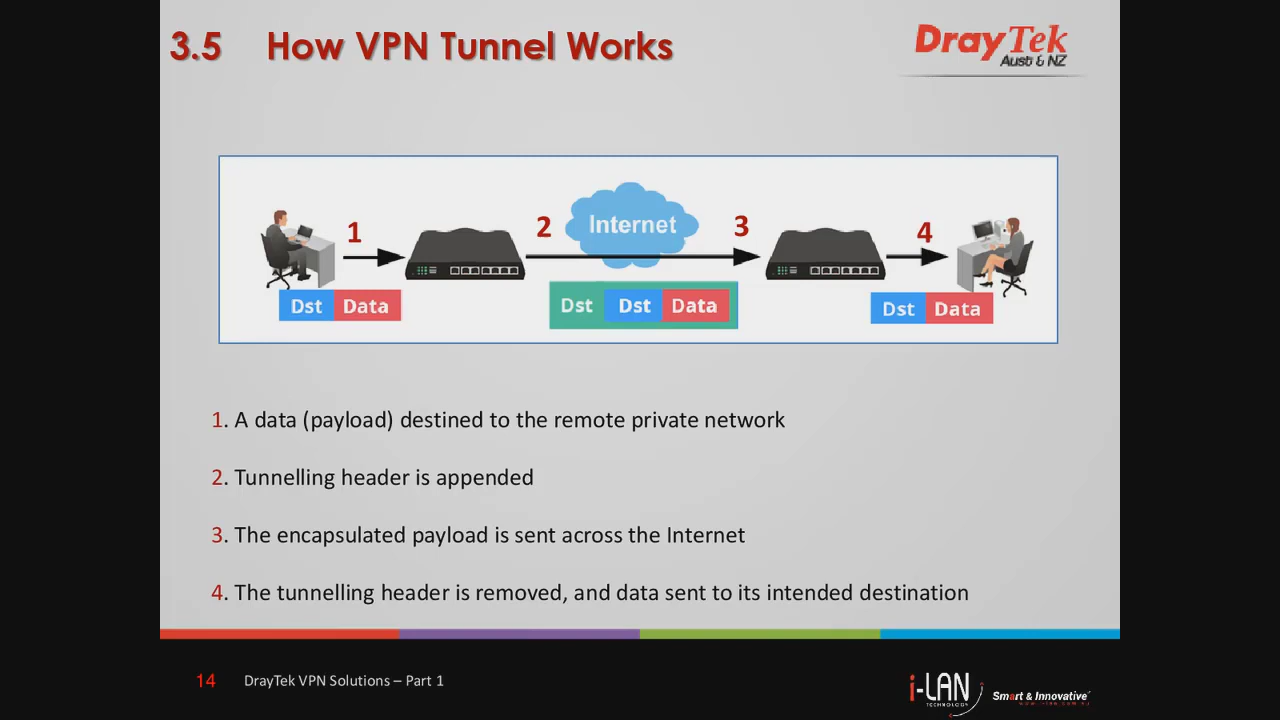 3.5 How VPN Tunnel Works
DrayTek
Aust & NZ
1
2
Internet
3
4
Dst Data
Dst Dst Data
Dst Data
1. A data (payload) destined to the remote private network
2. Tunnelling header is appended
3. The encapsulated payload is sent across the Internet
4. The tunnelling header is removed, and data sent to its intended destination
14 DrayTek VPN Solutions – Part 1
i-LAN
TECHNOLOGY
Smart & Innovative